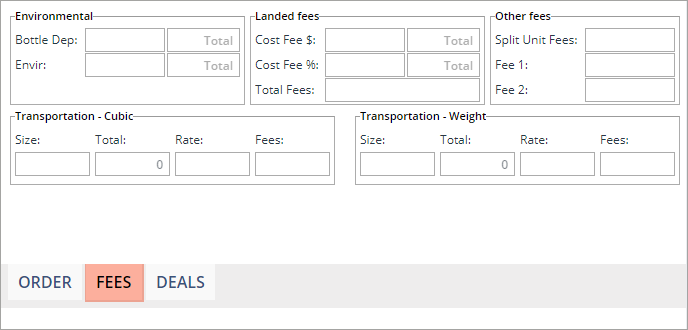 Environmental
Bottle Dep: Total
Envir: Total
Landed fees
Cost Fee $: Total
Cost Fee %: Total
Total Fees:
Other fees
Split Unit Fees:
Fee 1:
Fee 2:
Transportation - Cubic
Size: Total: Rate: Fees:
0
Transportation - Weight
Size: Total: Rate: Fees:
0
ORDER FEES DEALS